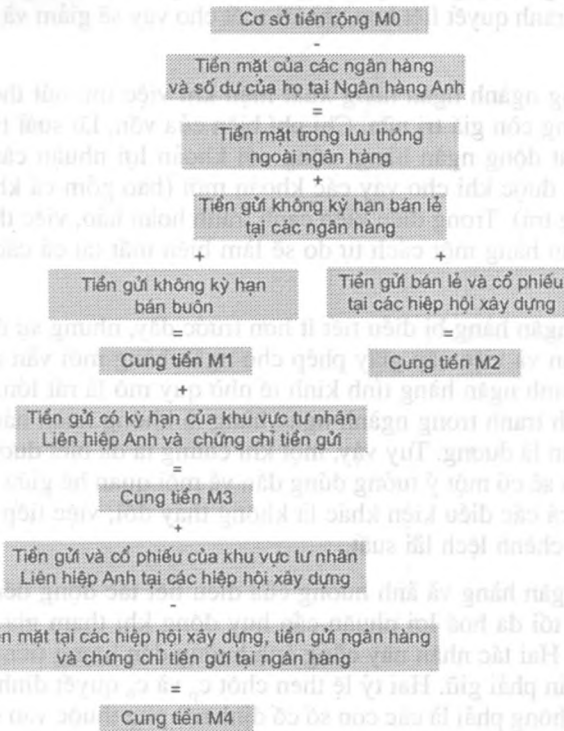 Cơ sở tiền rộng M0
-
Tiền mặt của các ngân hàng
và số dư của họ tại Ngân hàng Anh
=
Tiền mặt trong lưu thông
ngoài ngân hàng
+
Tiền gửi không kỳ hạn bán lẻ
tại các ngân hàng
+
+
Tiền gửi không kỳ hạn
bán buôn
Tiền gửi bán lẻ và cổ phiếu
tại các hiệp hội xây dựng
=
=
Cung tiền M1
Cung tiền M2
+
Tiền gửi có kỳ hạn của khu vực tư nhân
Liên hiệp Anh và chứng chỉ tiền gửi
=
Cung tiền M3
+
Tiền gửi và cổ phiếu của khu vực tư nhân
Liên hiệp Anh tại các hiệp hội xây dựng
-
mặt tại các hiệp hội xây dựng, tiền gửi ngân hàng
và chứng chỉ tiền gửi tại ngân hàng
=
Cung tiền M4